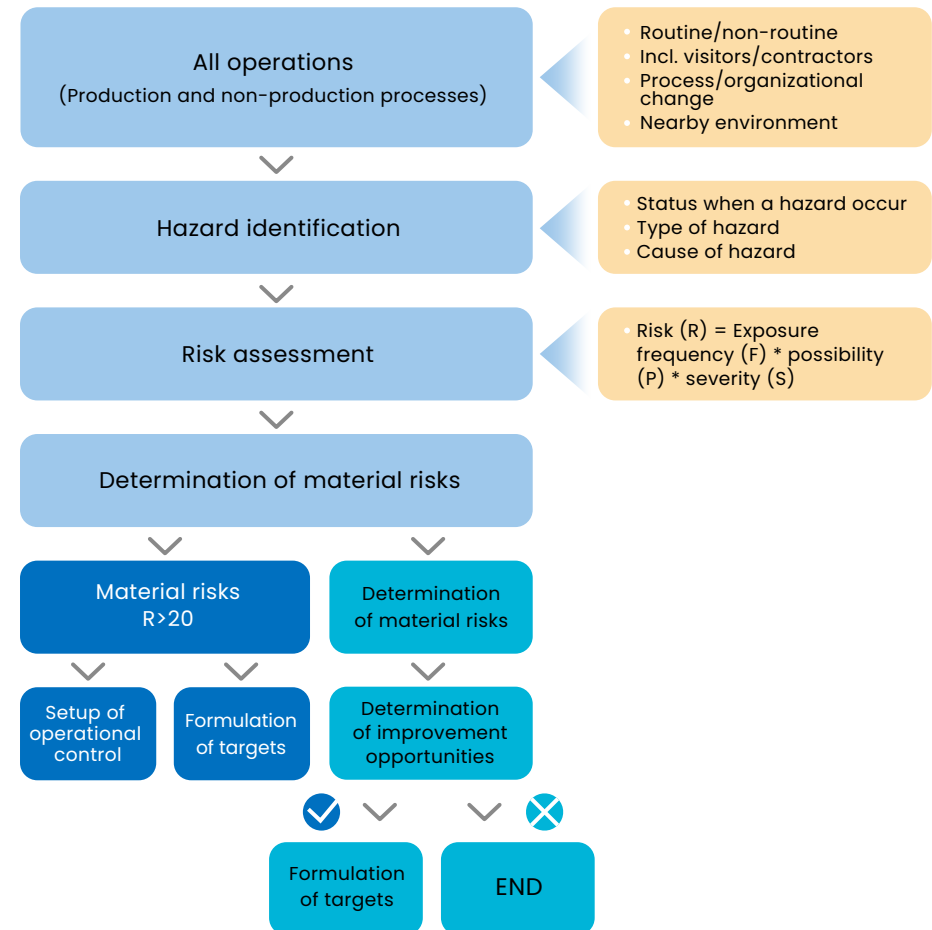 All operations
(Production and non-production processes)
Routine/non-routine
Incl. visitors/contractors
Process/organizational
change
Nearby environment
Hazard identification
Status when a hazard occur
Type of hazard
Cause of hazard
Risk assessment
Risk (R) = Exposure
frequency (F) * possibility
(P) * severity (S)
Determination of material risks
Material risks
R>20
Determination
of material risks
Setup of
operational
control
Formulation
of targets
Determination
of improvement
opportunities
Formulation
of targets
END